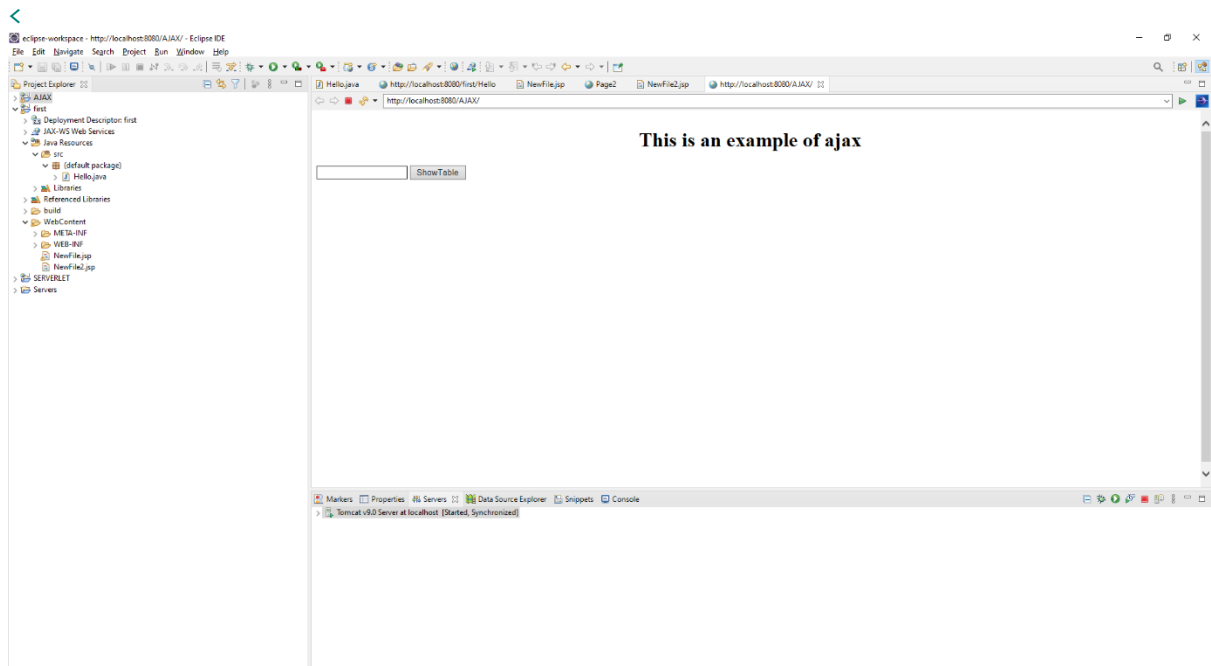 eclipse-workspace - http://localhost:8080/AJAX/ - Eclipse IDE
File Edit Navigate Search Project Run Window Help
Project Explorer
AJAX
first
Deployment Descriptor: first
JAX-WS Web Services
Java Resources
src
(default package)
Hello.java
Libraries
Referenced Libraries
build
WebContent
META-INF
WEB-INF
NewFile.jsp
NewFile2.jsp
SERVERLET
Servers
Hello.java http://localhost:8080/first/Hello NewFile.jsp Page2 NewFile2.jsp http://localhost:8080/AJAX/
http://localhost:8080/AJAX/
This is an example of ajax
ShowTable
Markers Properties Servers Data Source Explorer Snippets Console
Tomcat v9.0 Server at localhost [Started, Synchronized]